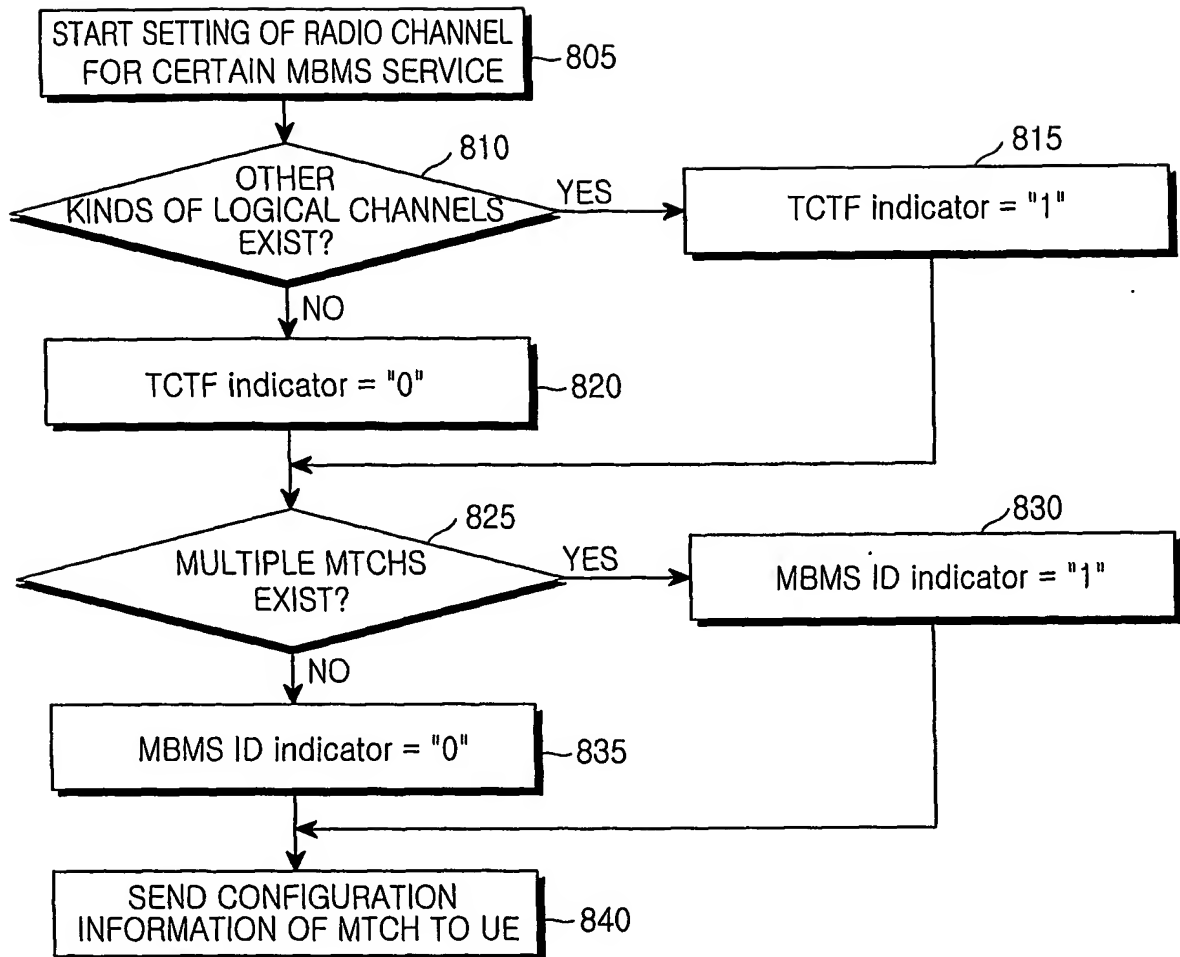 START SETTING OF RADIO CHANNEL
FOR CERTAIN MBMS SERVICE
805
810
OTHER
KINDS OF LOGICAL CHANNELS
EXIST?
YES
815
TCTF indicator = "1"
NO
TCTF indicator = "0"
820
825
MULTIPLE MTCHS
EXIST?
YES
830
MBMS ID indicator = "1"
NO
MBMS ID indicator = "0"
835
SEND CONFIGURATION
INFORMATION OF MTCH TO UE
840